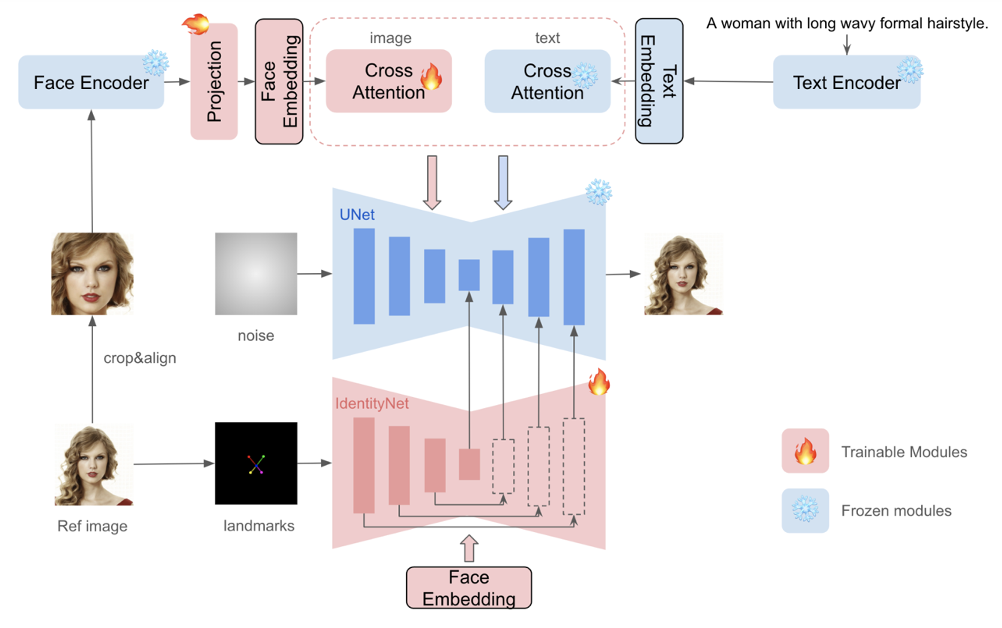 A woman with long wavy formal hairstyle.
image
text
Face Encoder
Projection
Face
Embedding
Cross
Attention
Cross
Attention
Text
Embedding
Text Encoder
UNet
noise
crop&align
IdentityNet
Ref image
landmarks
Face
Embedding
Trainable Modules
Frozen modules